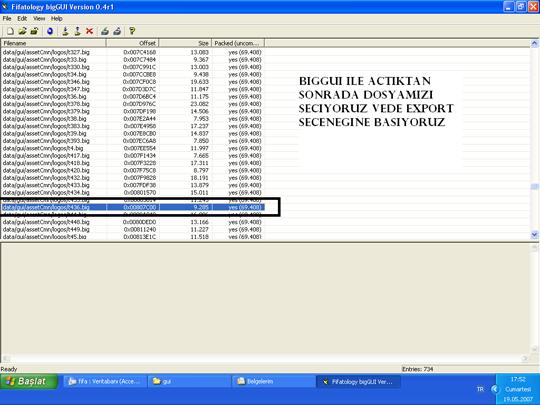 Fifatology bigGUI Version 0.4r1
File Edit View Help
Filename Offset Size Packed (uncom...
data/gui/assetCmn/logos/t327.big 0x007C4168 13.083 yes (69.408)
data/gui/assetCmn/logos/t33.big 0x007C7484 9.367 yes (69.408)
data/gui/assetCmn/logos/t330.big 0x007C991C 13.003 yes (69.408)
data/gui/assetCmn/logos/t34.big 0x007CCBE8 9.438 yes (69.408)
data/gui/assetCmn/logos/t346.big 0x007CF0C8 19.633 yes (69.408)
data/gui/assetCmn/logos/t347.big 0x007D3D7C 11.847 yes (69.408)
data/gui/assetCmn/logos/t367.big 0x007D6BC4 11.175 yes (69.408)
data/gui/assetCmn/logos/t378.big 0x007D976C 23.082 yes (69.408)
data/gui/assetCmn/logos/t379.big 0x007DF198 14.506 yes (69.408)
data/gui/assetCmn/logos/t38.big 0x007E2A44 7.953 yes (69.408)
data/gui/assetCmn/logos/t383.big 0x007E4958 17.237 yes (69.408)
data/gui/assetCmn/logos/t39.big 0x007E8CB0 14.837 yes (69.408)
data/gui/assetCmn/logos/t393.big 0x007EC6A8 7.850 yes (69.408)
data/gui/assetCmn/logos/t4.big 0x007EE554 11.997 yes (69.408)
data/gui/assetCmn/logos/t417.big 0x007F1434 7.665 yes (69.408)
data/gui/assetCmn/logos/t418.big 0x007F3228 17.311 yes (69.408)
data/gui/assetCmn/logos/t420.big 0x007F75C8 8.797 yes (69.408)
data/gui/assetCmn/logos/t432.big 0x007F9828 18.191 yes (69.408)
data/gui/assetCmn/logos/t433.big 0x007FDF38 13.879 yes (69.408)
data/gui/assetCmn/logos/t434.big 0x00801570 15.011 yes (69.408)
data/gui/assetCmn/logos/t436.big 0x00807C00 9.285 yes (69.408)
data/gui/assetCmn/logos/t448.big 0x0080DED0 13.166 yes (69.408)
data/gui/assetCmn/logos/t449.big 0x00811240 11.227 yes (69.408)
data/gui/assetCmn/logos/t45.big 0x00813E1C 11.518 yes (69.408)
BIGGUI ILE ACTIKTAN
SONRADA DOSYAMIZI
SECIYORUZ VEDE EXPORT
SECENEGINE BASIYORUZ
Ready Entries: 734
Başlat fifa : Veritabanı (Acce... gui Belgelerim Fifatology bigGUI Ver... TR 17:52
Cumartesi
19.05.2007